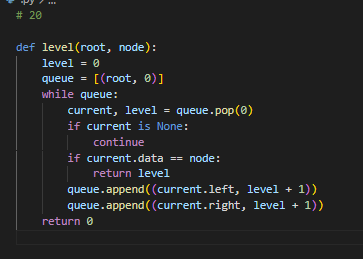 .py > ...
# 20
def level(root, node):
    level = 0
    queue = [(root, 0)]
    while queue:
        current, level = queue.pop(0)
        if current is None:
            continue
        if current.data == node:
            return level
        queue.append((current.left, level + 1))
        queue.append((current.right, level + 1))
    return 0